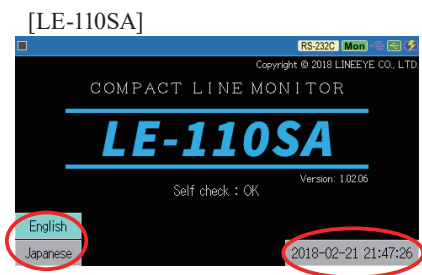 [LE-110SA]
RS-232C Mon
Copyright © 2018 LINEEYE CO., LTD.
COMPACT LINE MONITOR
LE-110SA
Version: 1.02.06
Self check : OK
English
Japanese
2018-02-21 21:47:26